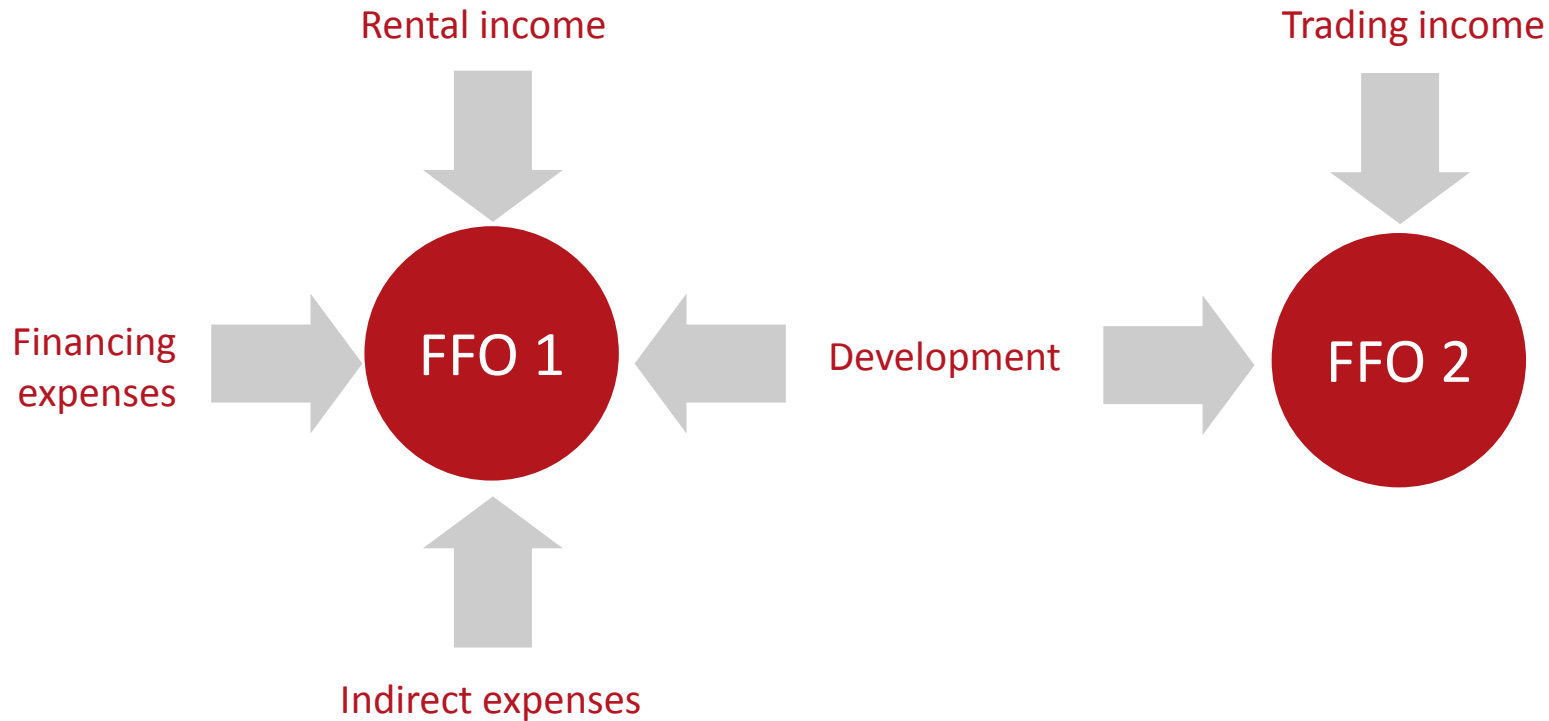 Rental income
Trading income
Financing
expenses
FFO 1
Development
FFO 2
Indirect expenses